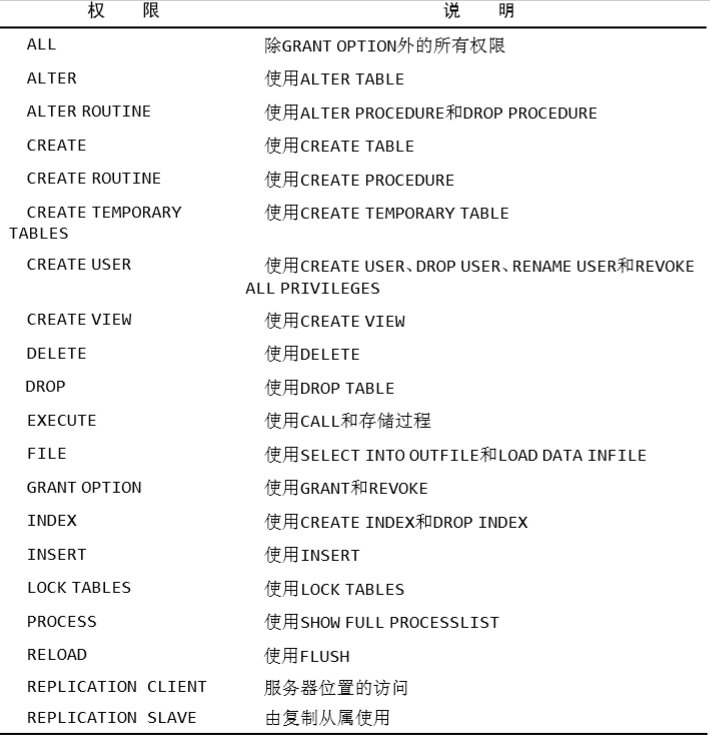 权 限 说 明
ALL 除GRANT OPTION外的所有权限
ALTER 使用ALTER TABLE
ALTER ROUTINE 使用ALTER PROCEDURE和DROP PROCEDURE
CREATE 使用CREATE TABLE
CREATE ROUTINE 使用CREATE PROCEDURE
CREATE TEMPORARY 使用CREATE TEMPORARY TABLE
TABLES
CREATE USER 使用CREATE USER、DROP USER、RENAME USER和REVOKE
ALL PRIVILEGES
CREATE VIEW 使用CREATE VIEW
DELETE 使用DELETE
DROP 使用DROP TABLE
EXECUTE 使用CALL和存储过程
FILE 使用SELECT INTO OUTFILE和LOAD DATA INFILE
GRANT OPTION 使用GRANT和REVOKE
INDEX 使用CREATE INDEX和DROP INDEX
INSERT 使用INSERT
LOCK TABLES 使用LOCK TABLES
PROCESS 使用SHOW FULL PROCESSLIST
RELOAD 使用FLUSH
REPLICATION CLIENT 服务器位置的访问
REPLICATION SLAVE 由复制从属使用